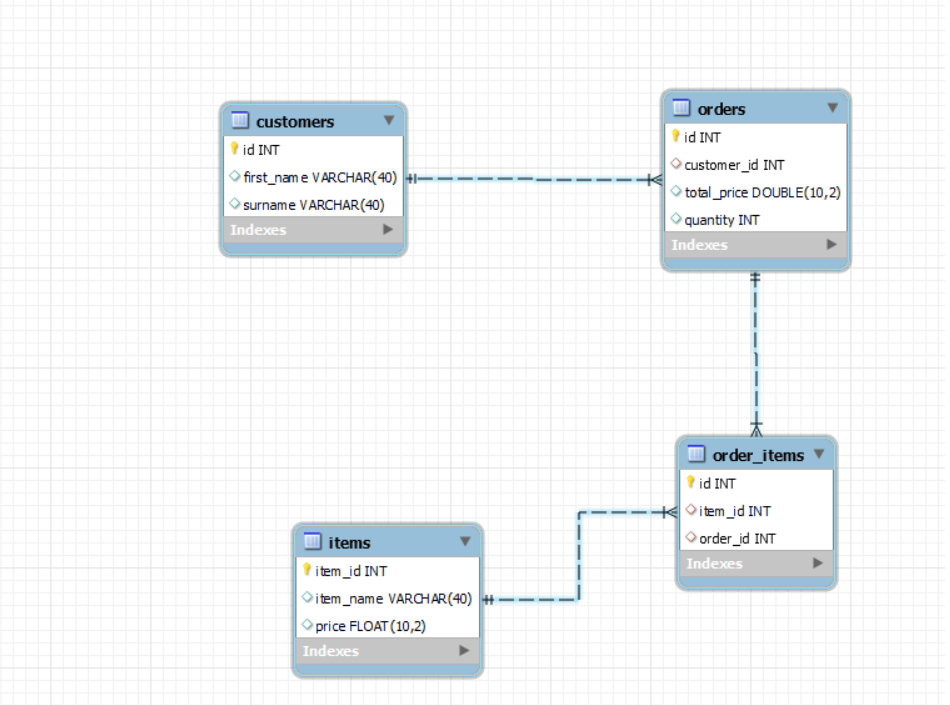 customers
id INT
first_name VARCHAR(40)
surname VARCHAR(40)
Indexes
orders
id INT
customer_id INT
total_price DOUBLE(10,2)
quantity INT
Indexes
order_items
id INT
item_id INT
order_id INT
Indexes
items
item_id INT
item_name VARCHAR(40)
price FLOAT(10,2)
Indexes